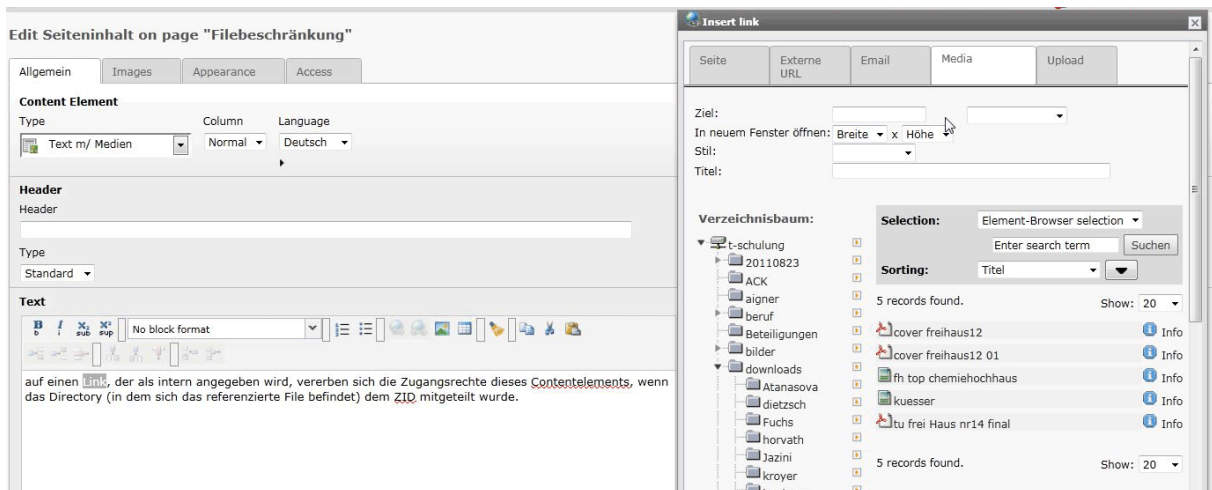 Edit Seiteninhalt on page "Filebeschränkung"
Allgemein Images Appearance Access
Content Element
Type Column Language
Text m/ Medien Normal Deutsch
Header
Header
Type
Standard
Text
B I X₂ sub X² sup No block format
auf einen Link, der als intern angegeben wird, vererben sich die Zugangsrechte dieses Contentelements, wenn
das Directory (in dem sich das referenzierte File befindet) dem ZID mitgeteilt wurde.
Insert link
Seite Externe URL Email Media Upload
Ziel:
In neuem Fenster öffnen: Breite x Höhe
Stil:
Titel:
Verzeichnisbaum:
t-schulung
20110823
ACK
aigner
beruf
Beteiligungen
bilder
downloads
Atanasova
dietzsch
Fuchs
horvath
Jazini
kroyer
Selection: Element-Browser selection
Enter search term Suchen
Sorting: Titel
5 records found. Show: 20
cover freihaus12 Info
cover freihaus12 01 Info
fh top chemiehochhaus Info
kuesser Info
tu frei Haus nr14 final Info
5 records found. Show: 20